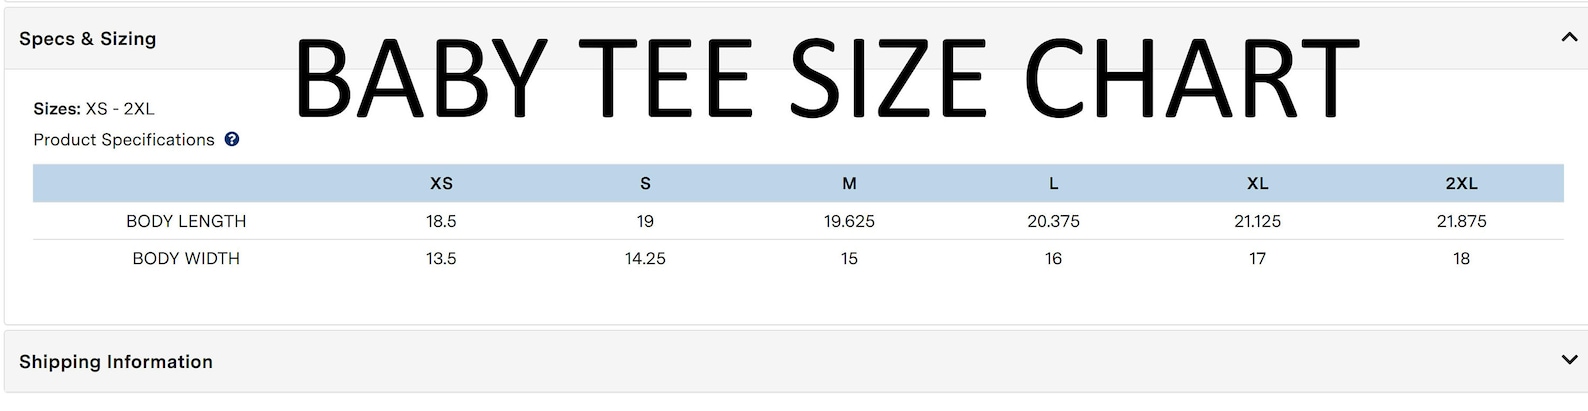 Specs & Sizing
BABY TEE SIZE CHART
Sizes: XS - 2XL
Product Specifications ?
XS S M L XL 2XL
BODY LENGTH 18.5 19 19.625 20.375 21.125 21.875
BODY WIDTH 13.5 14.25 15 16 17 18
Shipping Information